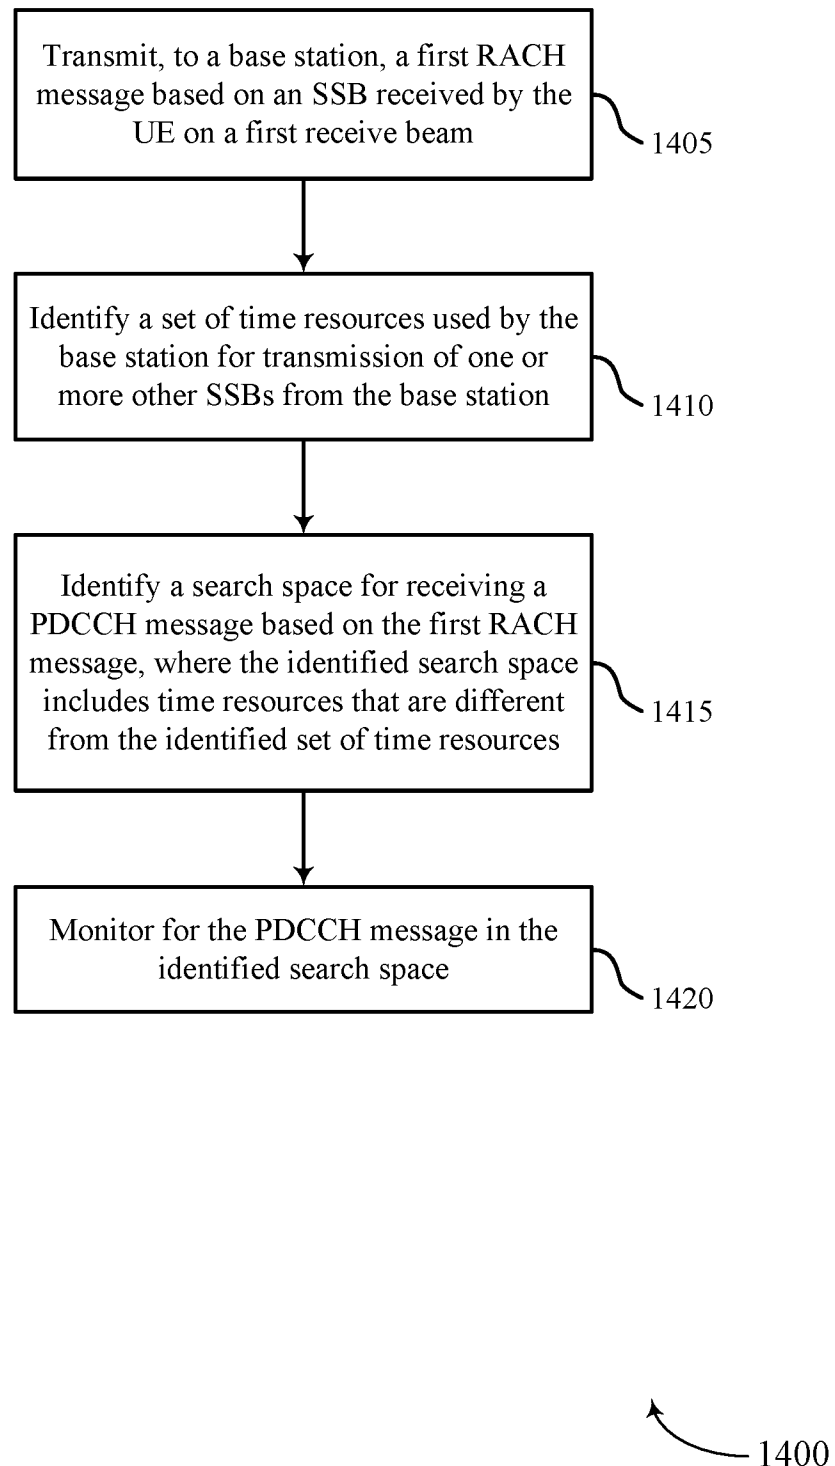 Transmit, to a base station, a first RACH
message based on an SSB received by the
UE on a first receive beam
1405
Identify a set of time resources used by the
base station for transmission of one or
more other SSBs from the base station
1410
Identify a search space for receiving a
PDCCH message based on the first RACH
message, where the identified search space
includes time resources that are different
from the identified set of time resources
1415
Monitor for the PDCCH message in the
identified search space
1420
1400